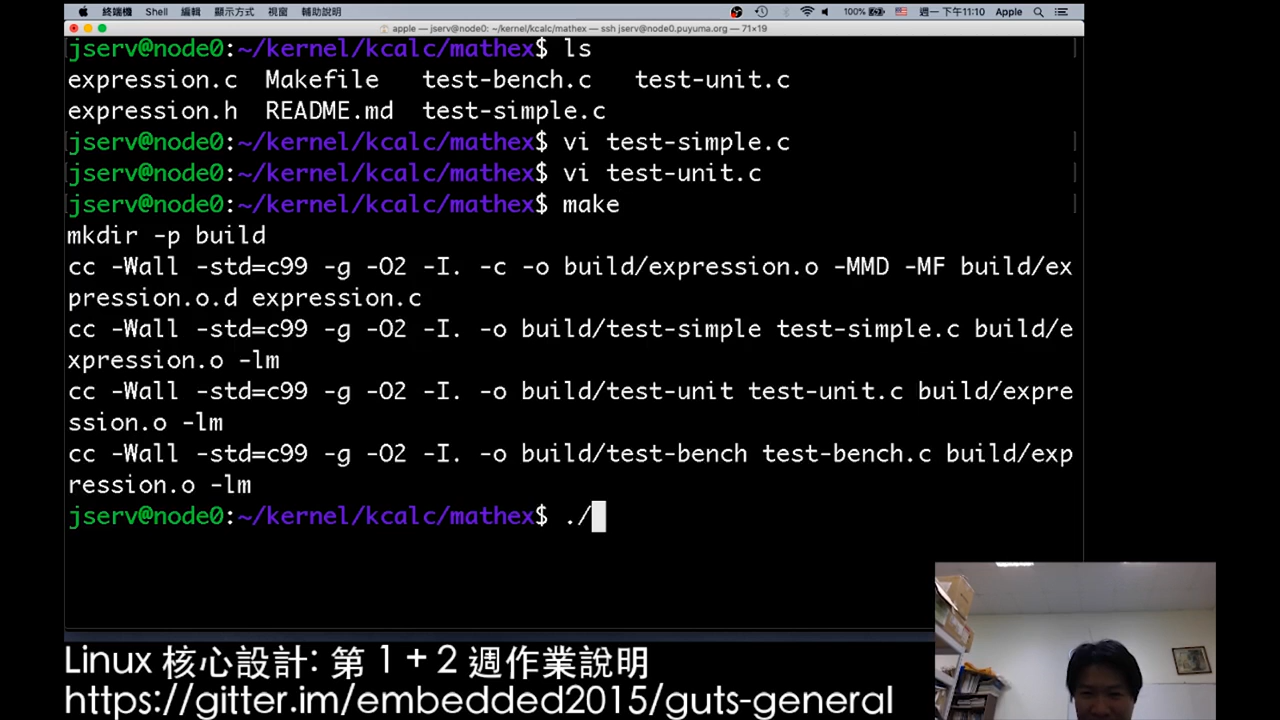 終端機 Shell 編輯 顯示方式 視窗 輔助說明 100% 週一 下午11:10 Apple
apple — jserv@node0: ~/kernel/kcalc/mathex — ssh jserv@node0.puyuma.org — 71×19
jserv@node0:~/kernel/kcalc/mathex$ ls
expression.c Makefile test-bench.c test-unit.c
expression.h README.md test-simple.c
jserv@node0:~/kernel/kcalc/mathex$ vi test-simple.c
jserv@node0:~/kernel/kcalc/mathex$ vi test-unit.c
jserv@node0:~/kernel/kcalc/mathex$ make
mkdir -p build
cc -Wall -std=c99 -g -O2 -I. -c -o build/expression.o -MMD -MF build/ex
pression.o.d expression.c
cc -Wall -std=c99 -g -O2 -I. -o build/test-simple test-simple.c build/e
xpression.o -lm
cc -Wall -std=c99 -g -O2 -I. -o build/test-unit test-unit.c build/expre
ssion.o -lm
cc -Wall -std=c99 -g -O2 -I. -o build/test-bench test-bench.c build/exp
ression.o -lm
jserv@node0:~/kernel/kcalc/mathex$ ./
Linux 核心設計: 第 1 + 2 週作業說明
https://gitter.im/embedded2015/guts-general